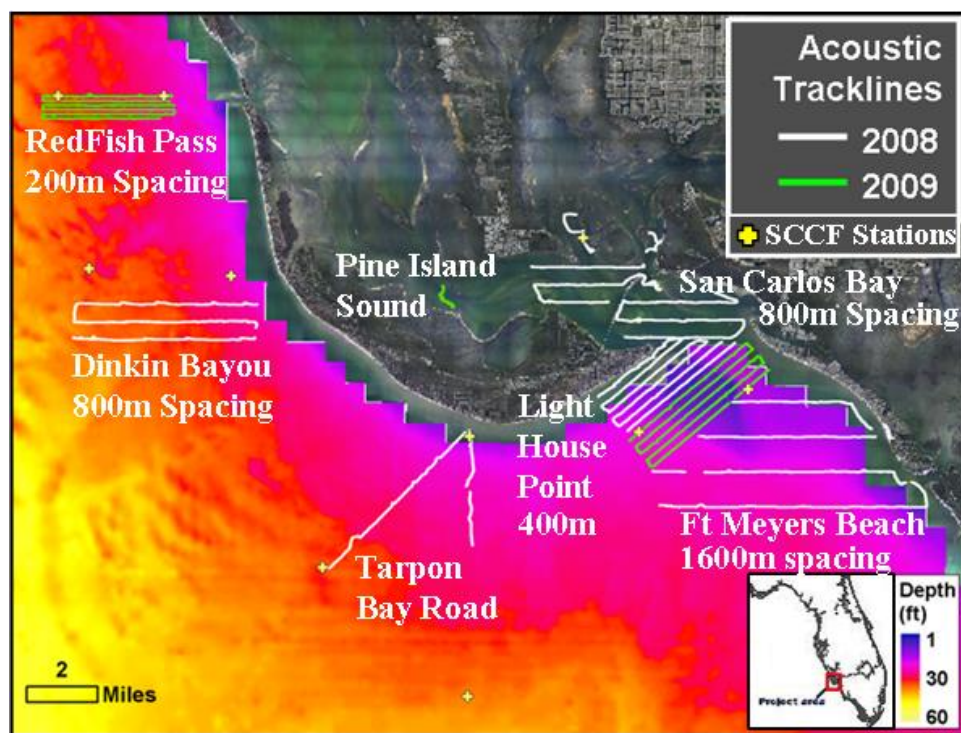 Acoustic
Tracklines
2008
2009
SCCF Stations
RedFish Pass
200m Spacing
Pine Island
Sound
San Carlos Bay
800m Spacing
Dinkin Bayou
800m Spacing
Light
House
Point
400m
Ft Meyers Beach
1600m spacing
Tarpon
Bay Road
2
Miles
Depth
(ft)
1
30
60
Project area